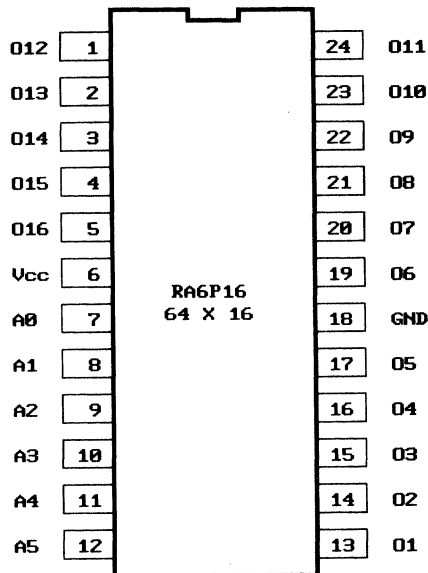 O12 1 24 O11
O13 2 23 O10
O14 3 22 O9
O15 4 21 O8
O16 5 20 O7
Vcc 6 19 O6
RA6P16
64 X 16
A0 7 18 GND
A1 8 17 O5
A2 9 16 O4
A3 10 15 O3
A4 11 14 O2
A5 12 13 O1